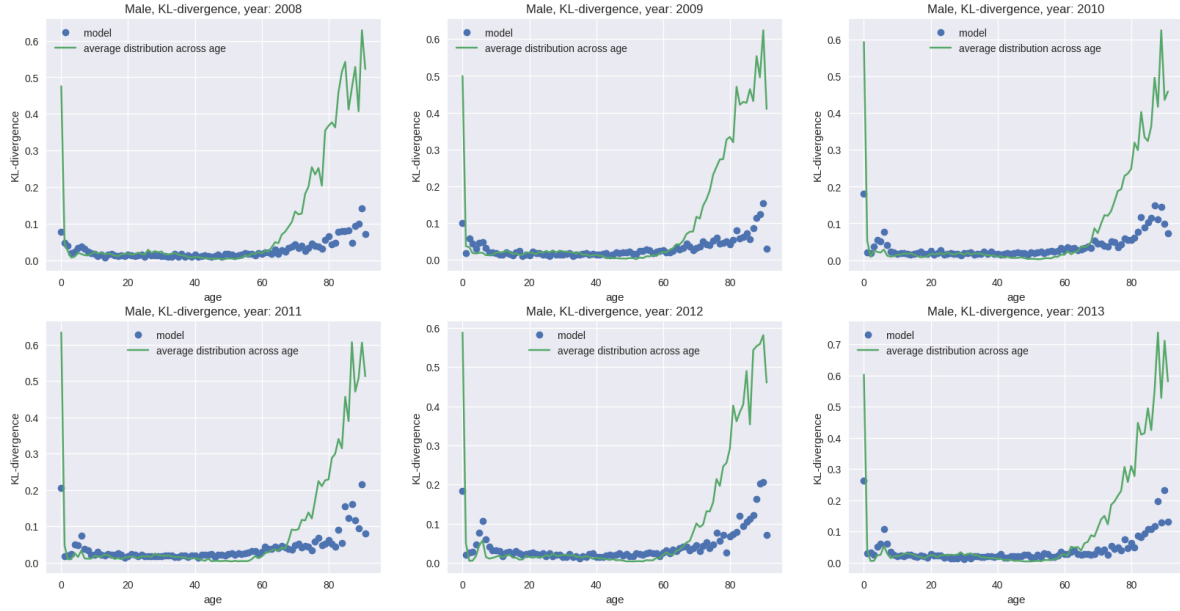 Male, KL-divergence, year: 2008
model
average distribution across age
KL-divergence
0.6
0.5
0.4
0.3
0.2
0.1
0.0
0 20 40 60 80
age
Male, KL-divergence, year: 2009
model
average distribution across age
KL-divergence
0.6
0.5
0.4
0.3
0.2
0.1
0.0
0 20 40 60 80
age
Male, KL-divergence, year: 2010
model
average distribution across age
KL-divergence
0.6
0.5
0.4
0.3
0.2
0.1
0.0
0 20 40 60 80
age
Male, KL-divergence, year: 2011
model
average distribution across age
KL-divergence
0.6
0.5
0.4
0.3
0.2
0.1
0.0
0 20 40 60 80
age
Male, KL-divergence, year: 2012
model
average distribution across age
KL-divergence
0.6
0.5
0.4
0.3
0.2
0.1
0.0
0 20 40 60 80
age
Male, KL-divergence, year: 2013
model
average distribution across age
KL-divergence
0.7
0.6
0.5
0.4
0.3
0.2
0.1
0.0
0 20 40 60 80
age